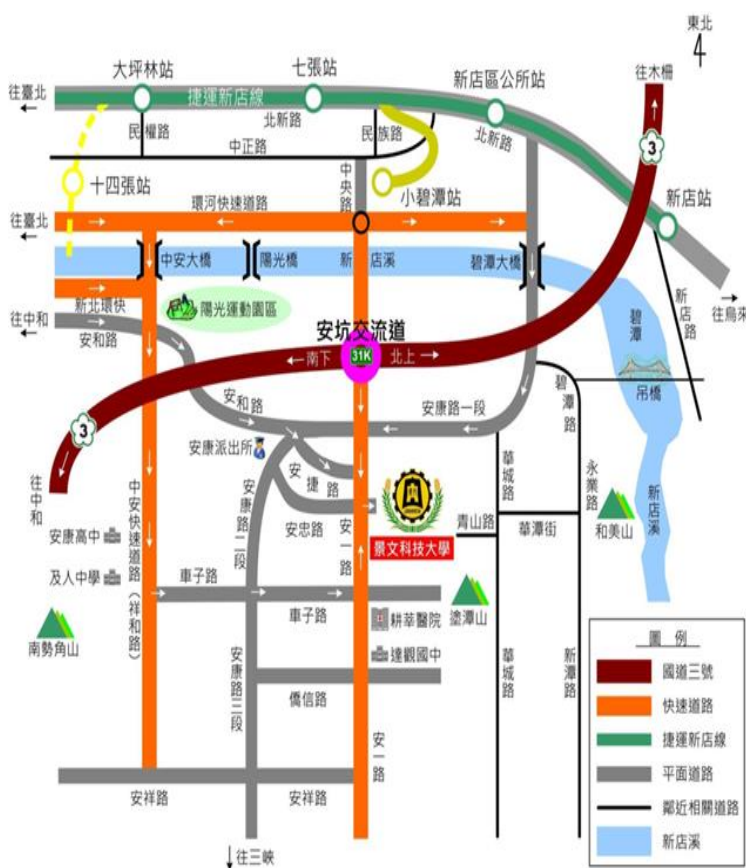 東北
4
往木柵
大坪林站
七張站
新店區公所站
往臺北
捷運新店線
北新路
北新路
民權路
中正路
民族路
3
十四張站
中央路
小碧潭站
新店站
往臺北
環河快速道路
中安大橋
陽光橋
新店溪
碧潭大橋
新北環快
陽光運動園區
往中和
安和路
安坑交流道
31K
南下
北上
碧潭
新店路
往烏來
吊橋
碧潭路
安和路
安康路一段
3
往中和
安康派出所
安捷路
安康路二段
安忠路
安一路
景文科技大學
華城路
青山路
華潭街
永業路
和美山
新店溪
安康高中
及人中學
中安快速道路(祥和路)
車子路
車子路
耕莘醫院
塗潭山
南勢角山
達觀國中
安康路三段
僑信路
華城路
新潭路
安一路
安祥路
安祥路
往三峽
圖 例
國道三號
快速道路
捷運新店線
平面道路
鄰近相關道路
新店溪